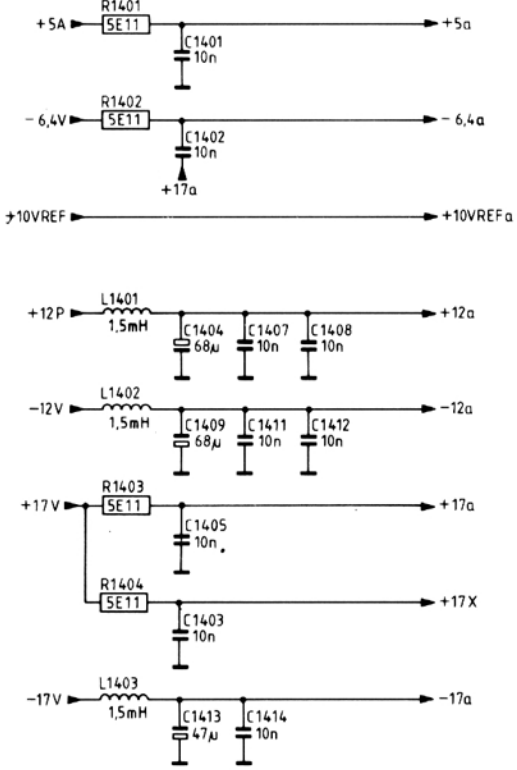 R1401
+5A 5E11 +5a
C1401
10n
R1402
-6,4V 5E11 -6,4a
C1402
10n
+17a
+10VREF +10VREFa
L1401
+12P +12a
1,5mH C1404 C1407 C1408
68μ 10n 10n
L1402
-12V -12a
1,5mH C1409 C1411 C1412
68μ 10n 10n
R1403
+17V 5E11 +17a
C1405
10n
R1404
5E11 +17X
C1403
10n
L1403
-17V -17a
1,5mH C1413 C1414
47μ 10n